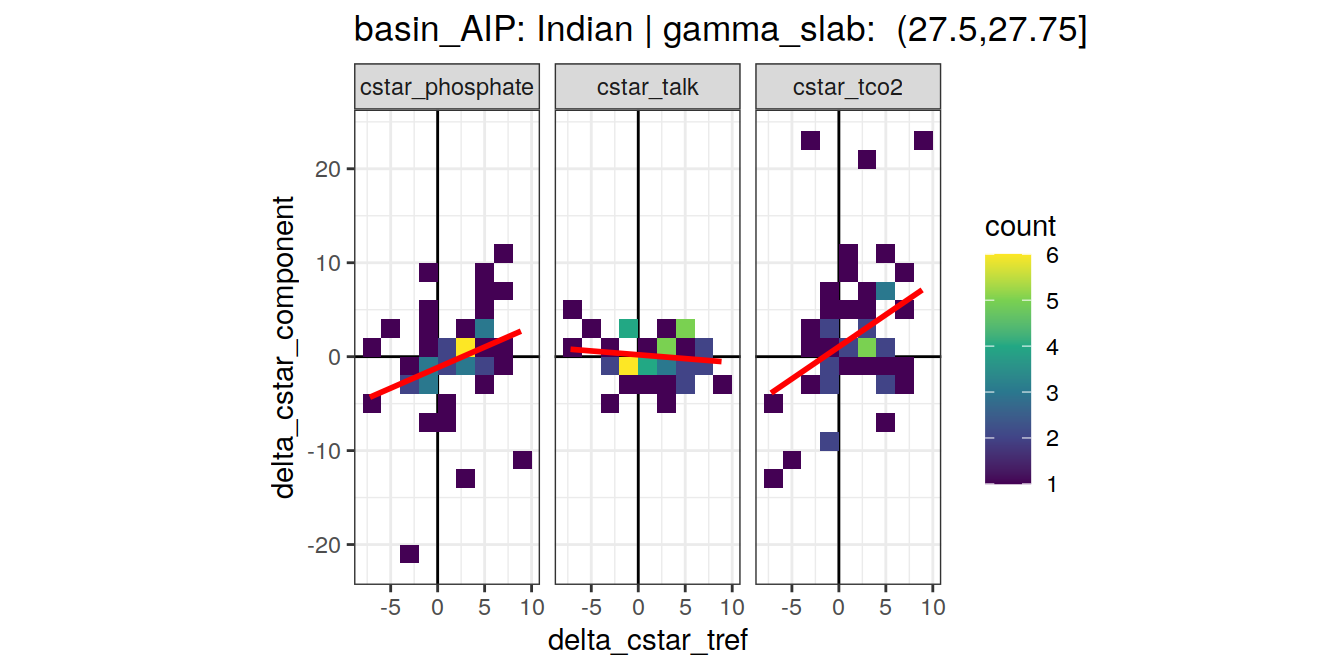 basin_AIP: Indian | gamma_slab:  (27.5,27.75]
cstar_phosphate cstar_talk cstar_tco2
20
10
0
-10
-20
delta_cstar_component
-5 0 5 10 -5 0 5 10 -5 0 5 10
delta_cstar_tref
count
6
5
4
3
2
1